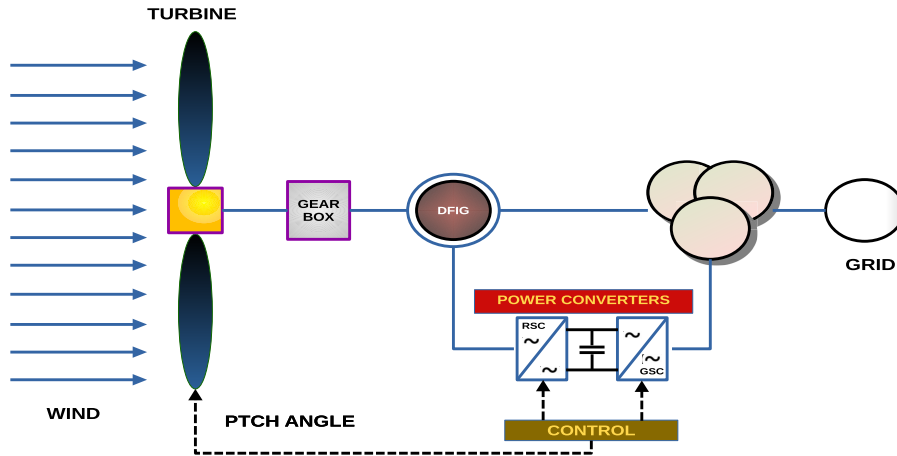 TURBINE
GEAR
BOX
DFIG
GRID
POWER CONVERTERS
RSC
GSC
WIND
PTCH ANGLE
CONTROL